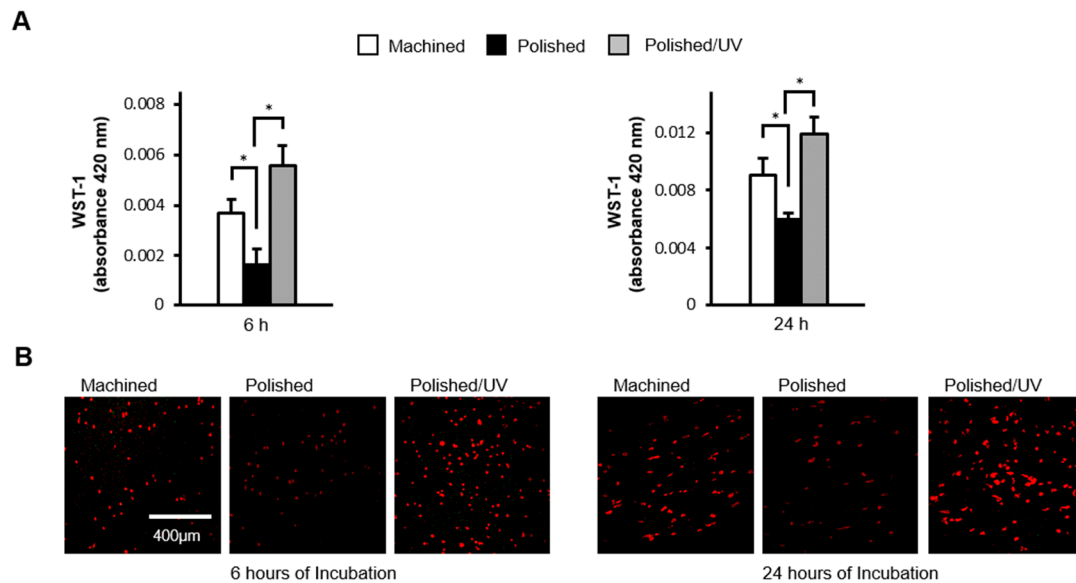 A
Machined Polished Polished/UV
WST-1
(absorbance 420 nm)
0.008
0.006
0.004
0.002
0
*
*
6 h
WST-1
(absorbance 420 nm)
0.012
0.008
0.004
0
*
*
24 h
B
Machined Polished Polished/UV
400µm
6 hours of Incubation
Machined Polished Polished/UV
24 hours of Incubation